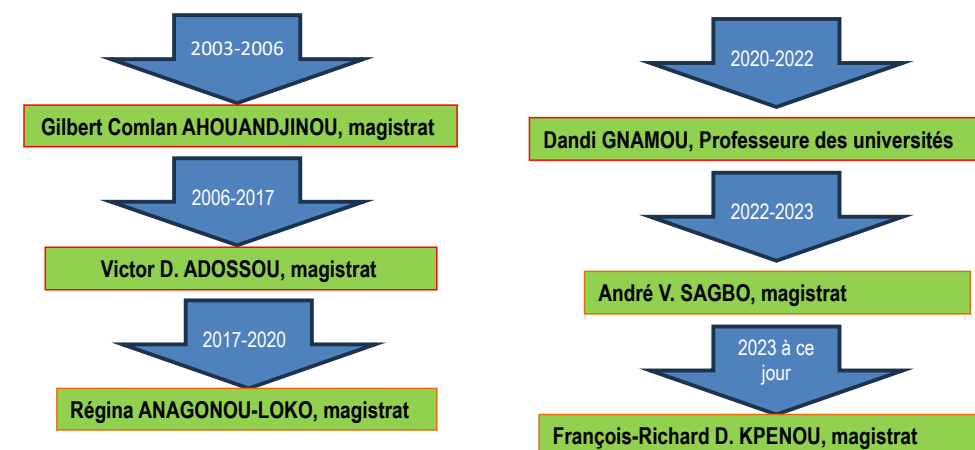 2003-2006
Gilbert Comlan AHOUANDJINOU, magistrat
2006-2017
Victor D. ADOSSOU, magistrat
2017-2020
Régina ANAGONOU-LOKO, magistrat
2020-2022
Dandi GNAMOU, Professeure des universités
2022-2023
André V. SAGBO, magistrat
2023 à ce
jour
François-Richard D. KPENOU, magistrat